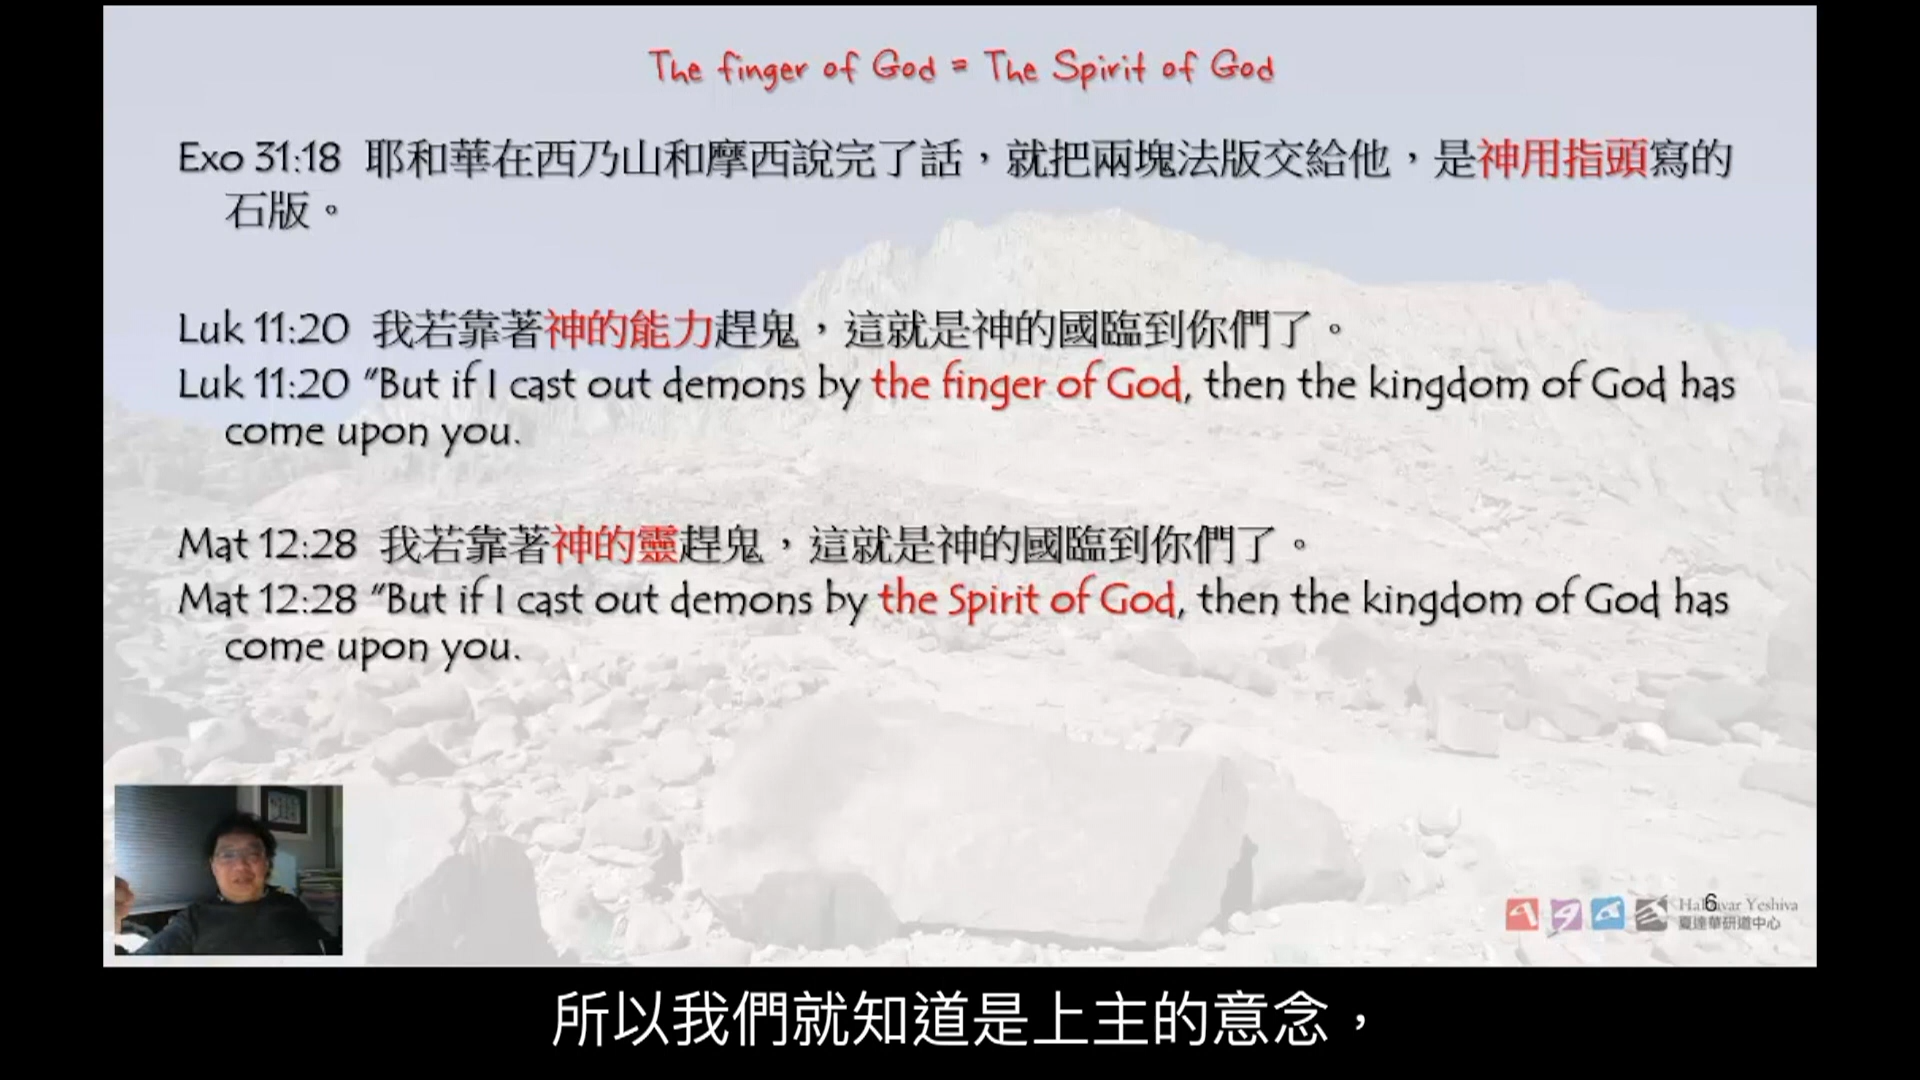 The finger of God = The Spirit of God
Exo 31:18 耶和華在西乃山和摩西說完了話，就把兩塊法版交給他，是神用指頭寫的
石版。
Luk 11:20 我若靠著神的能力趕鬼，這就是神的國臨到你們了。
Luk 11:20 “But if I cast out demons by the finger of God, then the kingdom of God has
come upon you.
Mat 12:28 我若靠著神的靈趕鬼，這就是神的國臨到你們了。
Mat 12:28 “But if I cast out demons by the Spirit of God, then the kingdom of God has
come upon you.
6
Yeshiva
夏達華研道中心
所以我們就知道是上主的意念，